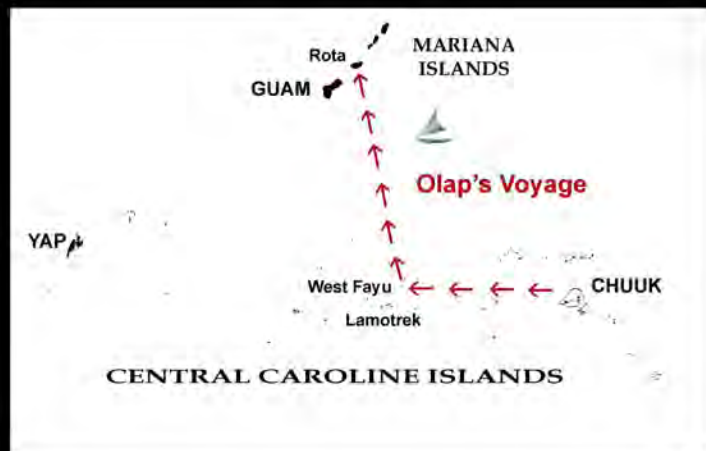 Rota
MARIANA
ISLANDS
GUAM
Olap's Voyage
YAP
West Fayu
CHUUK
Lamotrek
CENTRAL CAROLINE ISLANDS